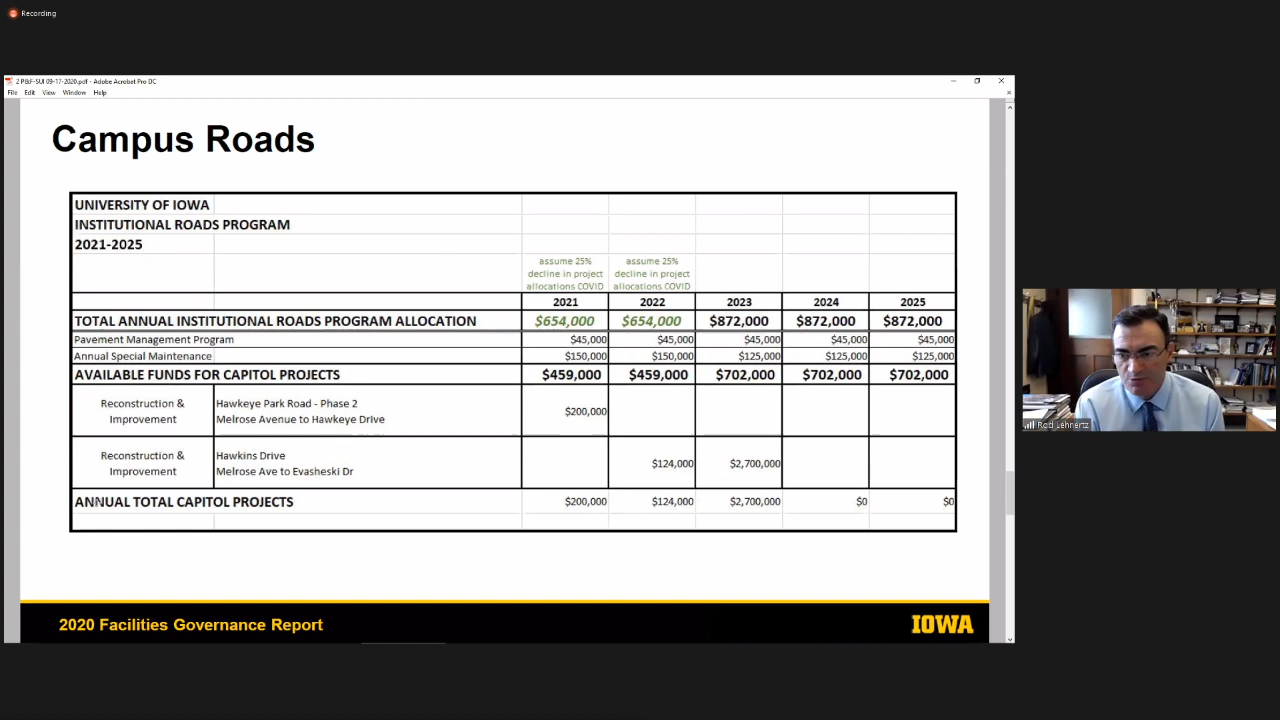 Recording
2 P&F-SUI 09-17-2020.pdf - Adobe Acrobat Pro DC
File Edit View Window Help
Campus Roads
UNIVERSITY OF IOWA
INSTITUTIONAL ROADS PROGRAM
2021-2025
assume 25% assume 25%
decline in project decline in project
allocations COVID allocations COVID
2021 2022 2023 2024 2025
TOTAL ANNUAL INSTITUTIONAL ROADS PROGRAM ALLOCATION $654,000 $654,000 $872,000 $872,000 $872,000
Pavement Management Program $45,000 $45,000 $45,000 $45,000 $45,000
Annual Special Maintenance $150,000 $150,000 $125,000 $125,000 $125,000
AVAILABLE FUNDS FOR CAPITOL PROJECTS $459,000 $459,000 $702,000 $702,000 $702,000
Reconstruction & Hawkeye Park Road - Phase 2
Improvement Melrose Avenue to Hawkeye Drive $200,000
Reconstruction & Hawkins Drive
Improvement Melrose Ave to Evasheski Dr $124,000 $2,700,000
ANNUAL TOTAL CAPITOL PROJECTS $200,000 $124,000 $2,700,000 $0 $0
2020 Facilities Governance Report
IOWA
Rod Lehnertz